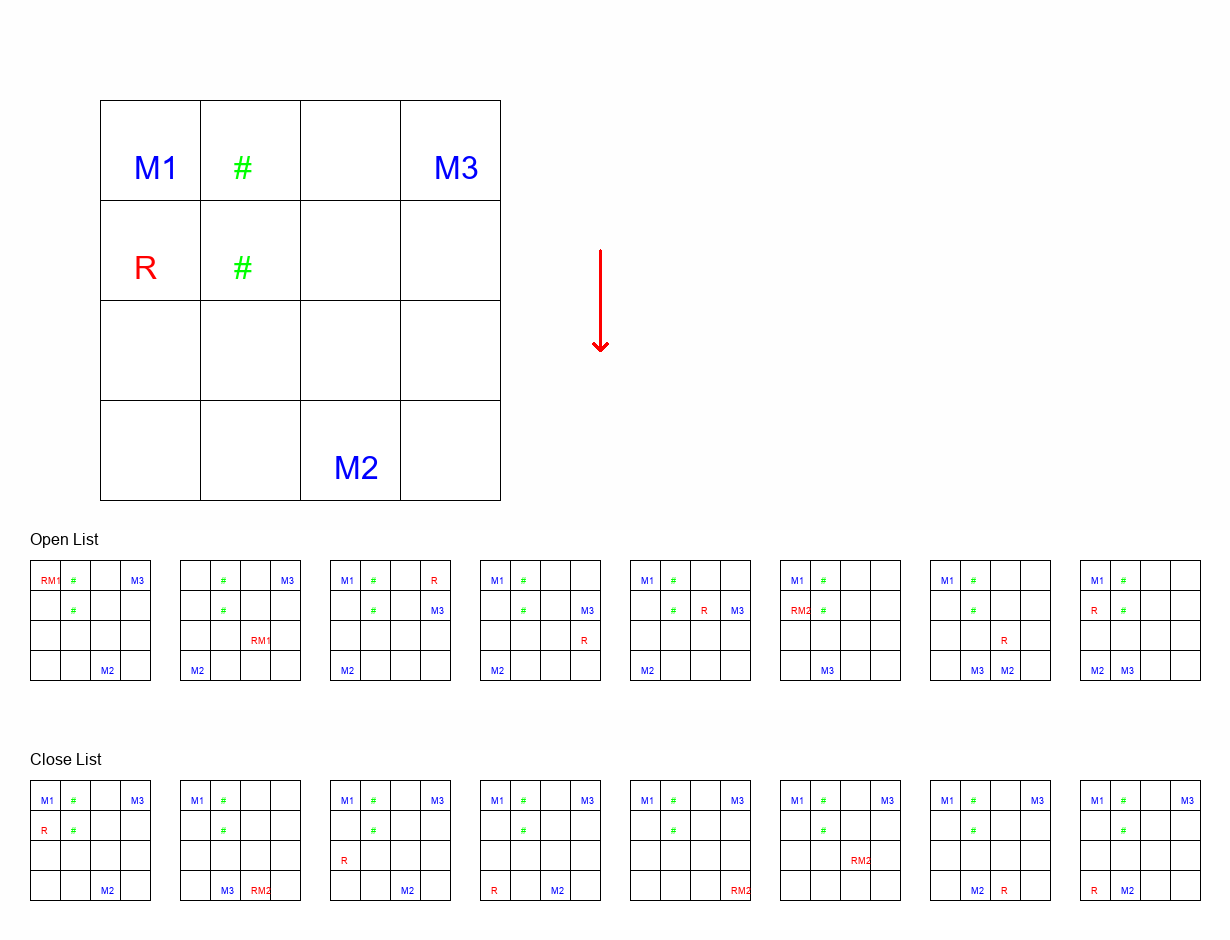 M1 # M3
R #
M2
Open List
RM1 # M3 # M3 M1 # R M1 # M1 # M1 # M1 # M1 #
# # # M3 # M3 # R M3 RM2 # # R #
RM1 R R
M2 M2 M2 M2 M2 M3 M3 M2 M2 M3
Close List
M1 # M3 M1 # M1 # M3 M1 # M3 M1 # M3 M1 # M3 M1 # M3 M1 # M3
R # # # # # # # #
R RM2
M2 M3 RM2 M2 R M2 RM2 M2 R R M2